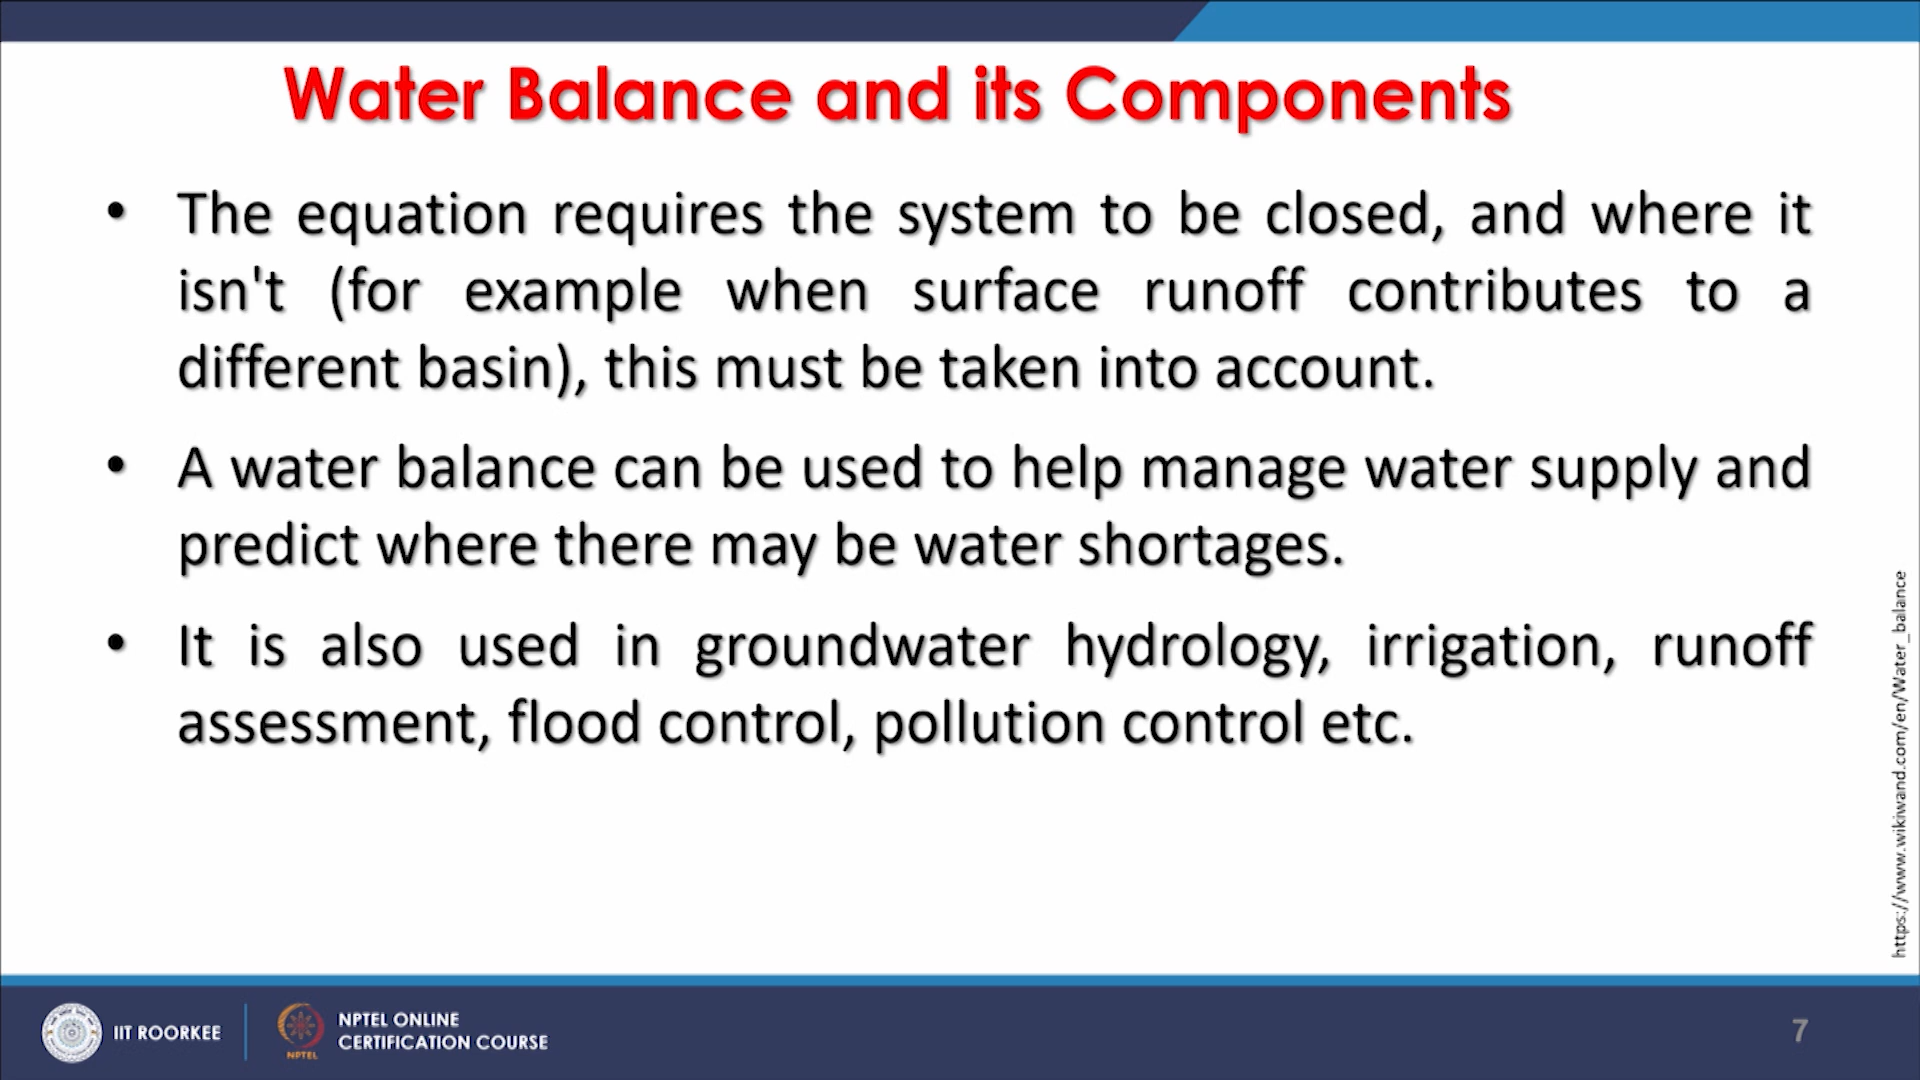 Water Balance and its Components
• The equation requires the system to be closed, and where it
isn't (for example when surface runoff contributes to a
different basin), this must be taken into account.
• A water balance can be used to help manage water supply and
predict where there may be water shortages.
• It is also used in groundwater hydrology, irrigation, runoff
assessment, flood control, pollution control etc.
https://www.wikiwand.com/en/Water_balance
IIT ROORKEE
NPTEL
NPTEL ONLINE
CERTIFICATION COURSE
7